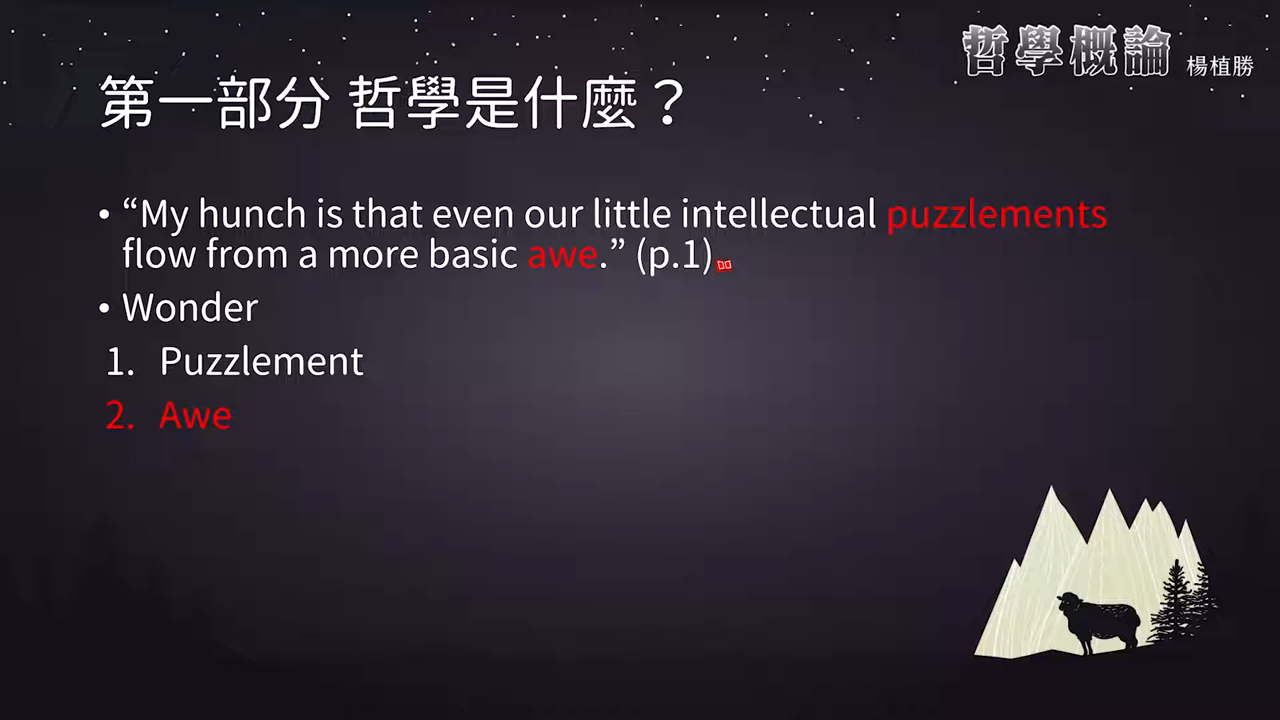 哲學概論 楊植勝
第一部分 哲學是什麼？
• “My hunch is that even our little intellectual puzzlements
flow from a more basic awe.” (p.1)
• Wonder
1. Puzzlement
2. Awe